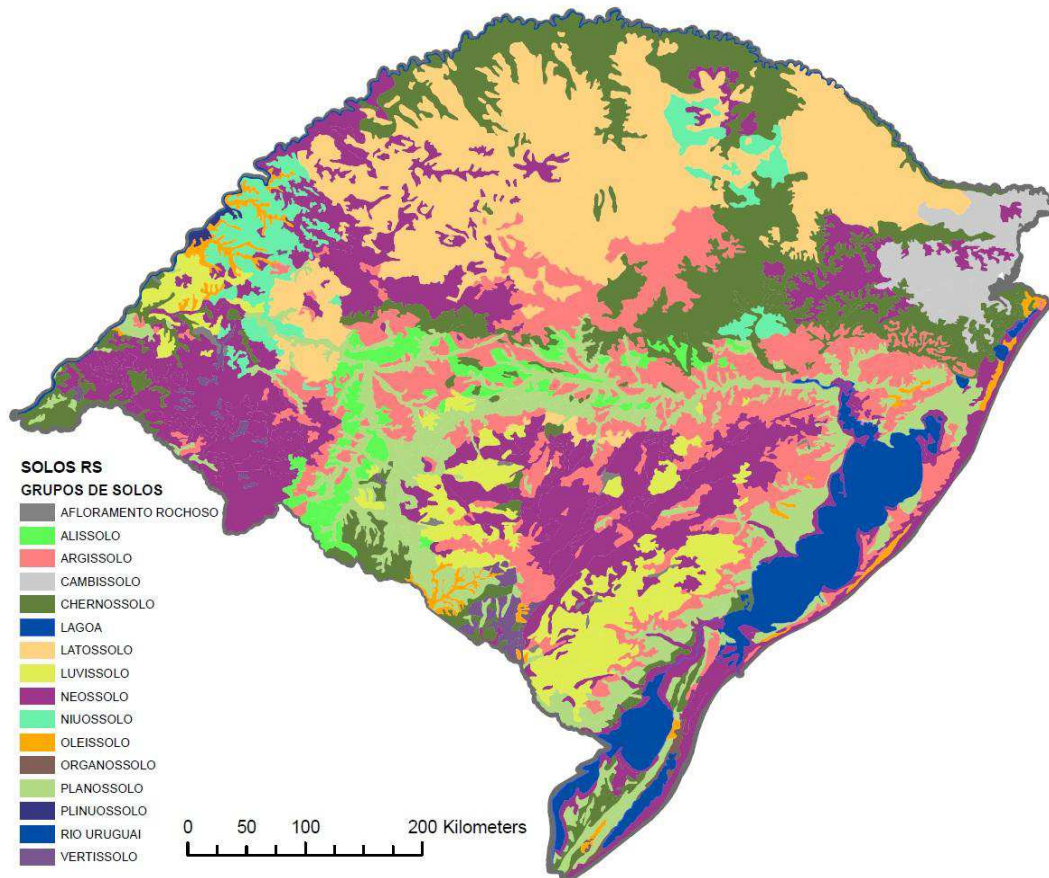 SOLOS RS
GRUPOS DE SOLOS
AFLORAMENTO ROCHOSO
ALISSOLO
ARGISSOLO
CAMBISSOLO
CHERNOSSOLO
LAGOA
LATOSSOLO
LUVISSOLO
NEOSSOLO
NIUOSSOLO
OLEISSOLO
ORGANOSSOLO
PLANOSSOLO
PLINUOSSOLO
RIO URUGUAI
VERTISSOLO
0 50 100 200 Kilometers